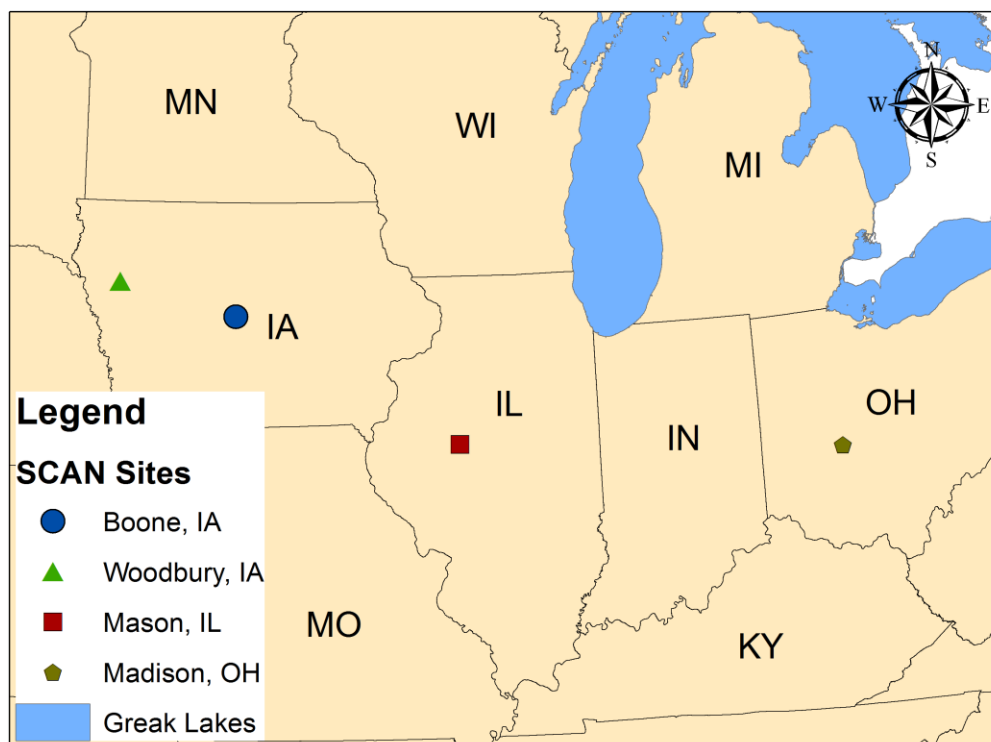 N
MN
WI
W
E
MI
S
IA
IL
OH
IN
Legend
SCAN Sites
Boone, IA
Woodbury, IA
Mason, IL
Madison, OH
Greak Lakes
MO
KY